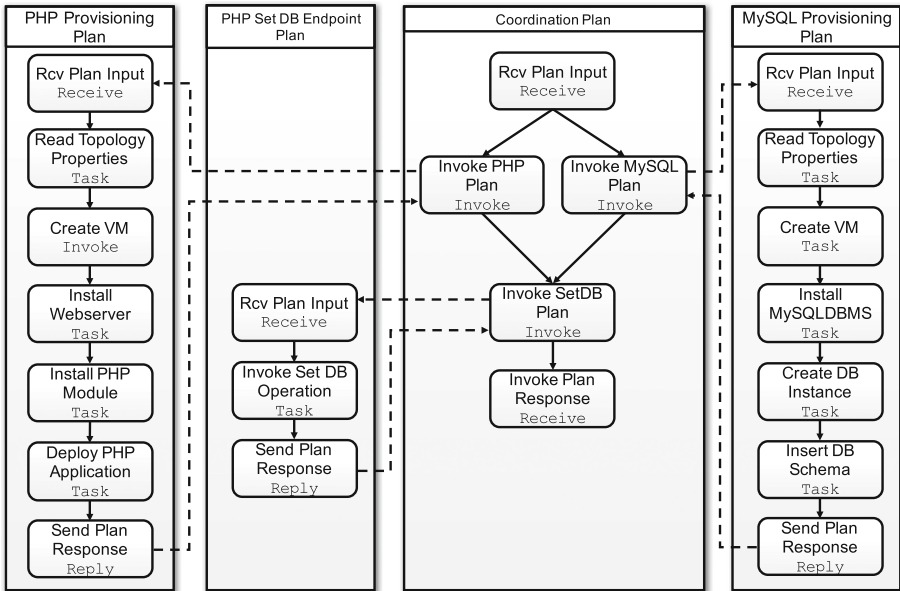 PHP Provisioning
Plan
Rcv Plan Input
Receive
Read Topology
Properties
Task
Create VM
Invoke
Install
Webserver
Task
Install PHP
Module
Task
Deploy PHP
Application
Task
Send Plan
Response
Reply
PHP Set DB Endpoint
Plan
Rcv Plan Input
Receive
Invoke Set DB
Operation
Task
Send Plan
Response
Reply
Coordination Plan
Rcv Plan Input
Receive
Invoke PHP
Plan
Invoke
Invoke MySQL
Plan
Invoke
Invoke SetDB
Plan
Invoke
Invoke Plan
Response
Receive
MySQL Provisioning
Plan
Rcv Plan Input
Receive
Read Topology
Properties
Task
Create VM
Task
Install
MySQLDBMS
Task
Create DB
Instance
Task
Insert DB
Schema
Task
Send Plan
Response
Reply